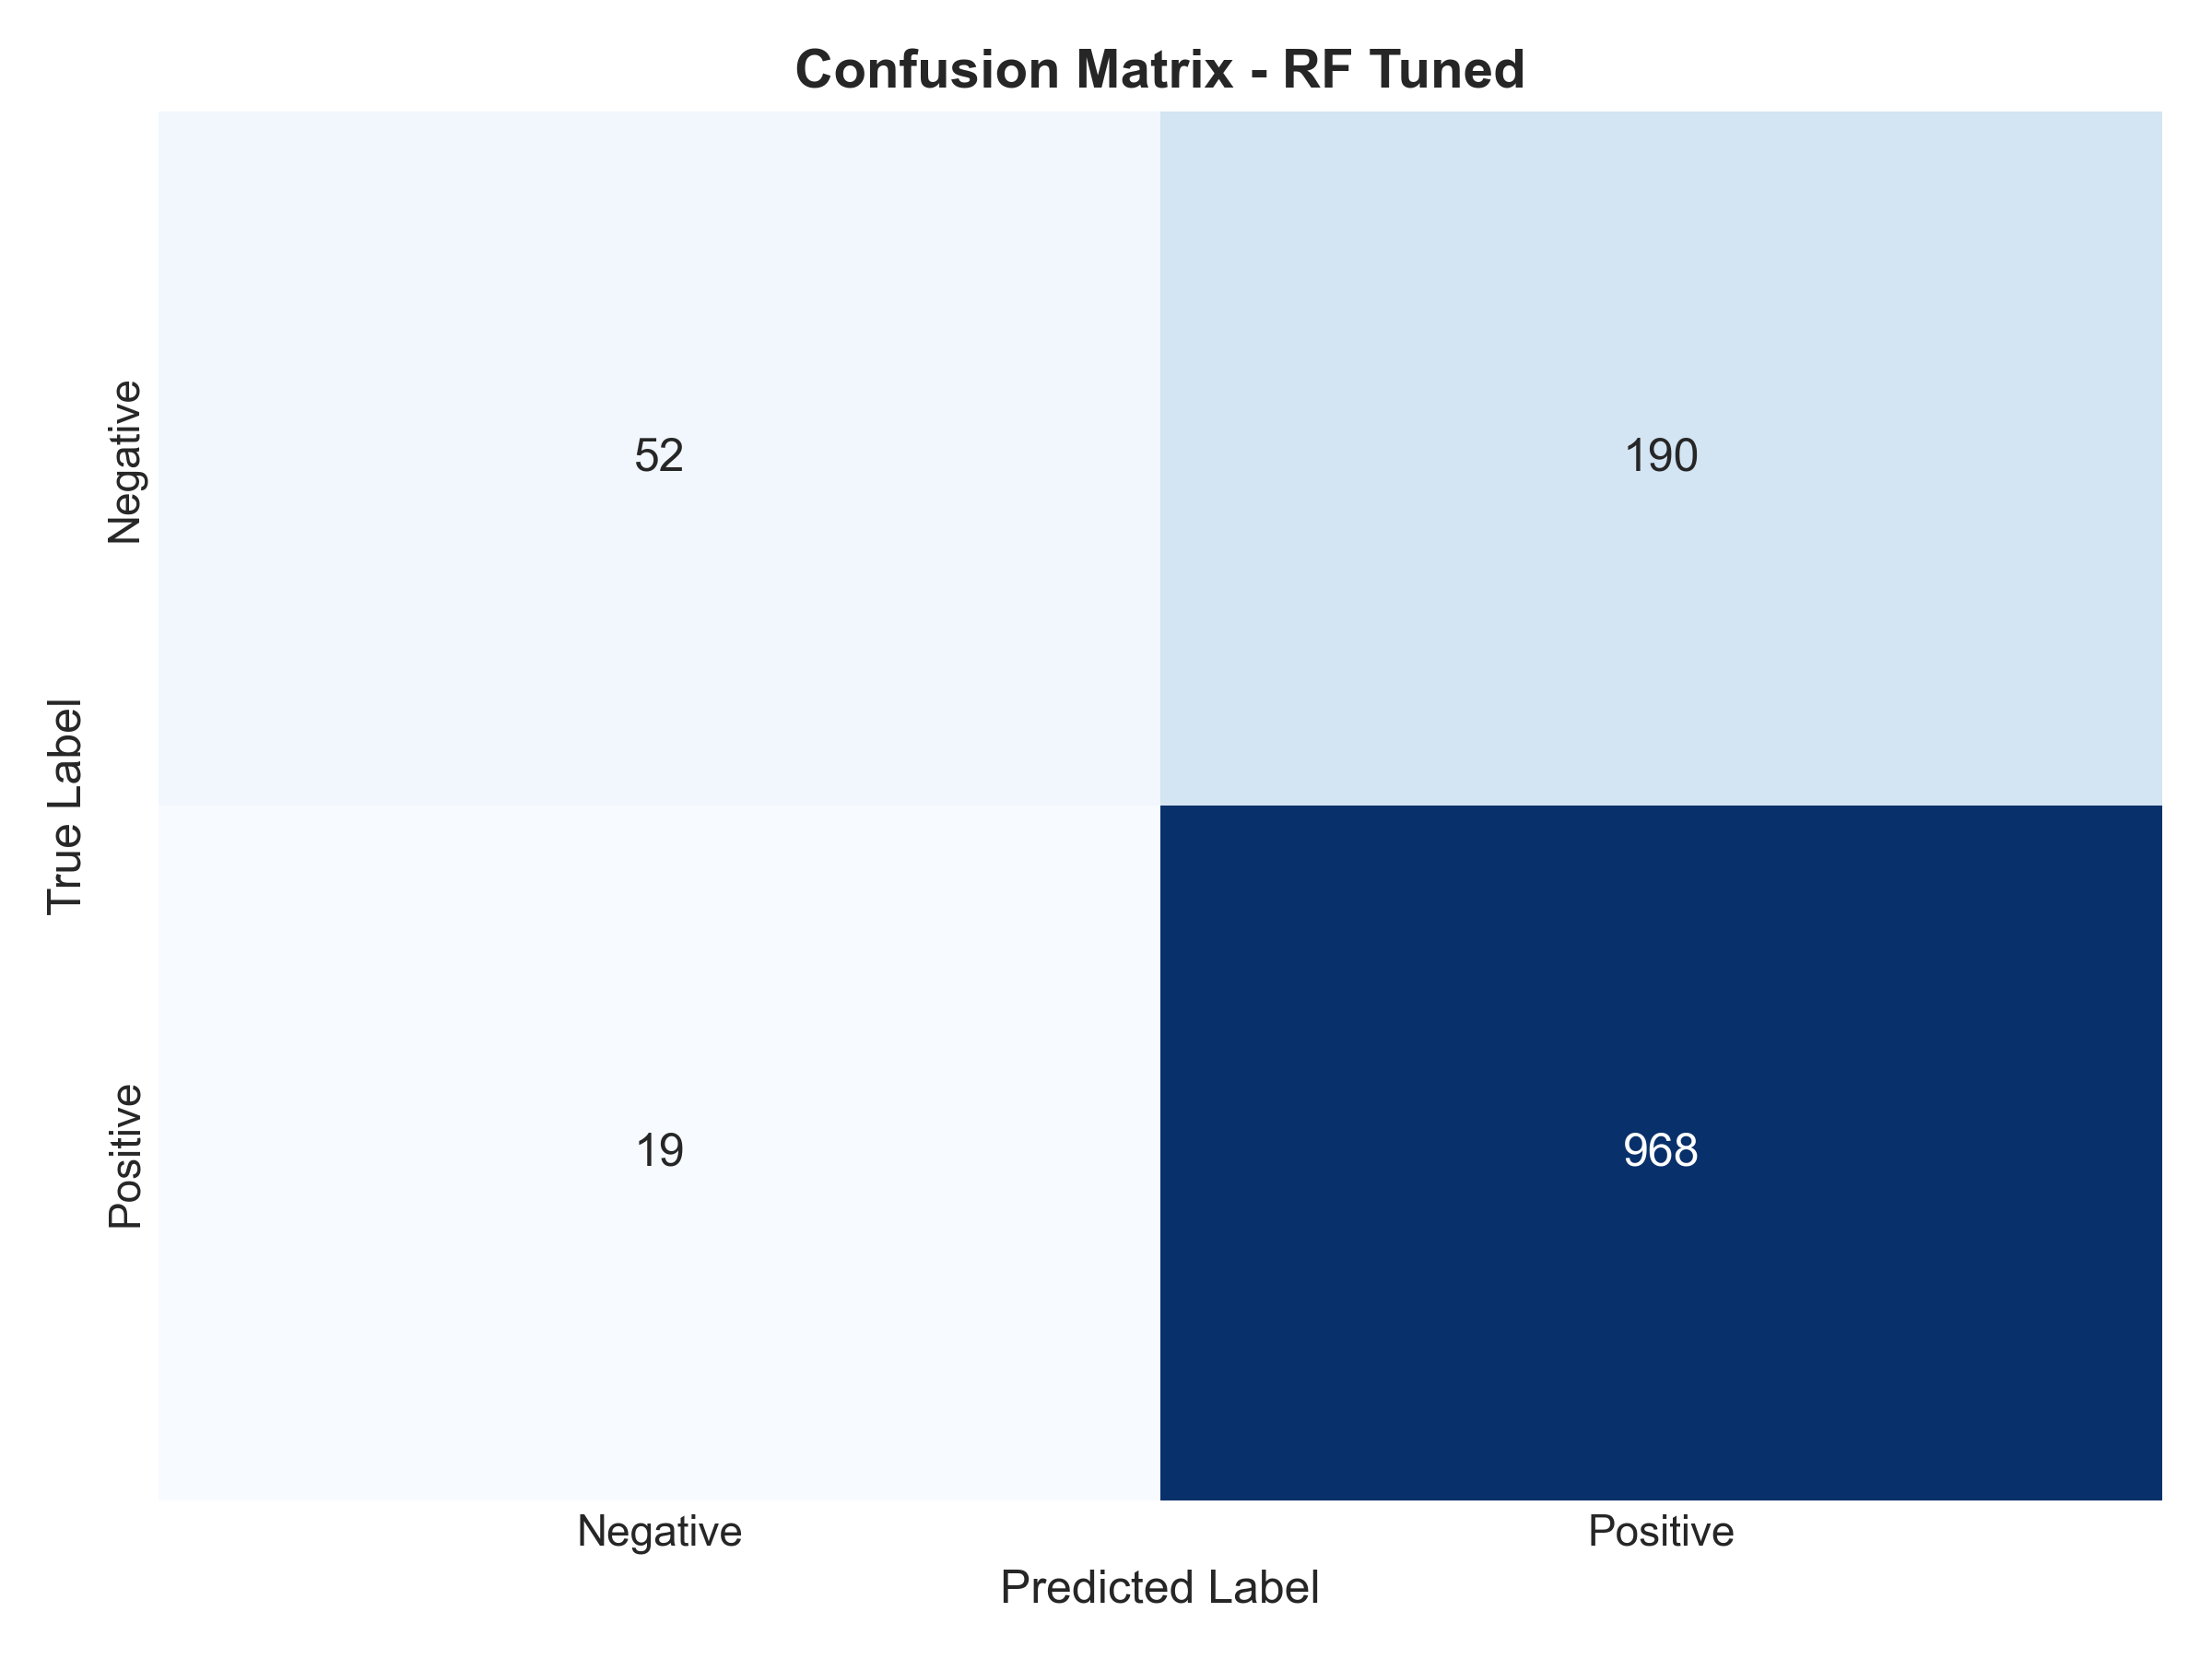 Confusion Matrix - RF Tuned
True Label
Negative
52
190
Positive
19
968
Negative
Positive
Predicted Label